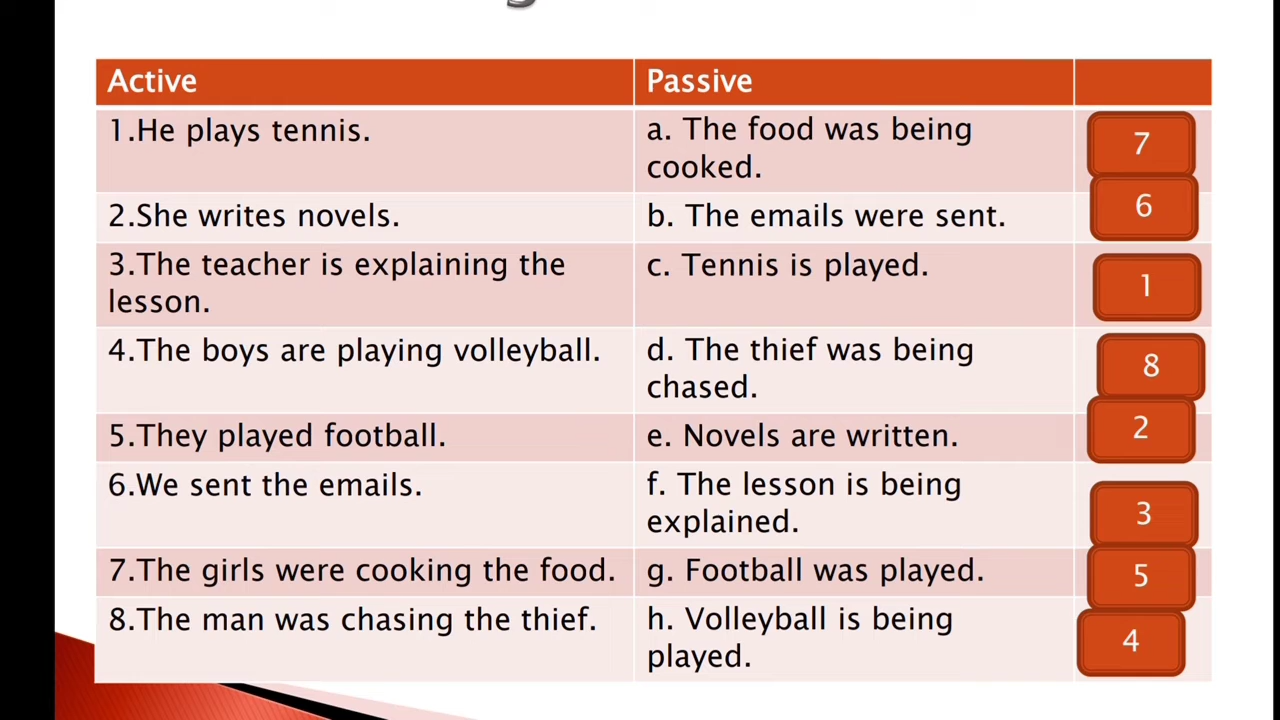 Active Passive
1.He plays tennis. a. The food was being
cooked. 7
2.She writes novels. b. The emails were sent. 6
3.The teacher is explaining the
lesson. c. Tennis is played. 1
4.The boys are playing volleyball. d. The thief was being
chased. 8
5.They played football. e. Novels are written. 2
6.We sent the emails. f. The lesson is being
explained. 3
7.The girls were cooking the food. g. Football was played. 5
8.The man was chasing the thief. h. Volleyball is being
played. 4